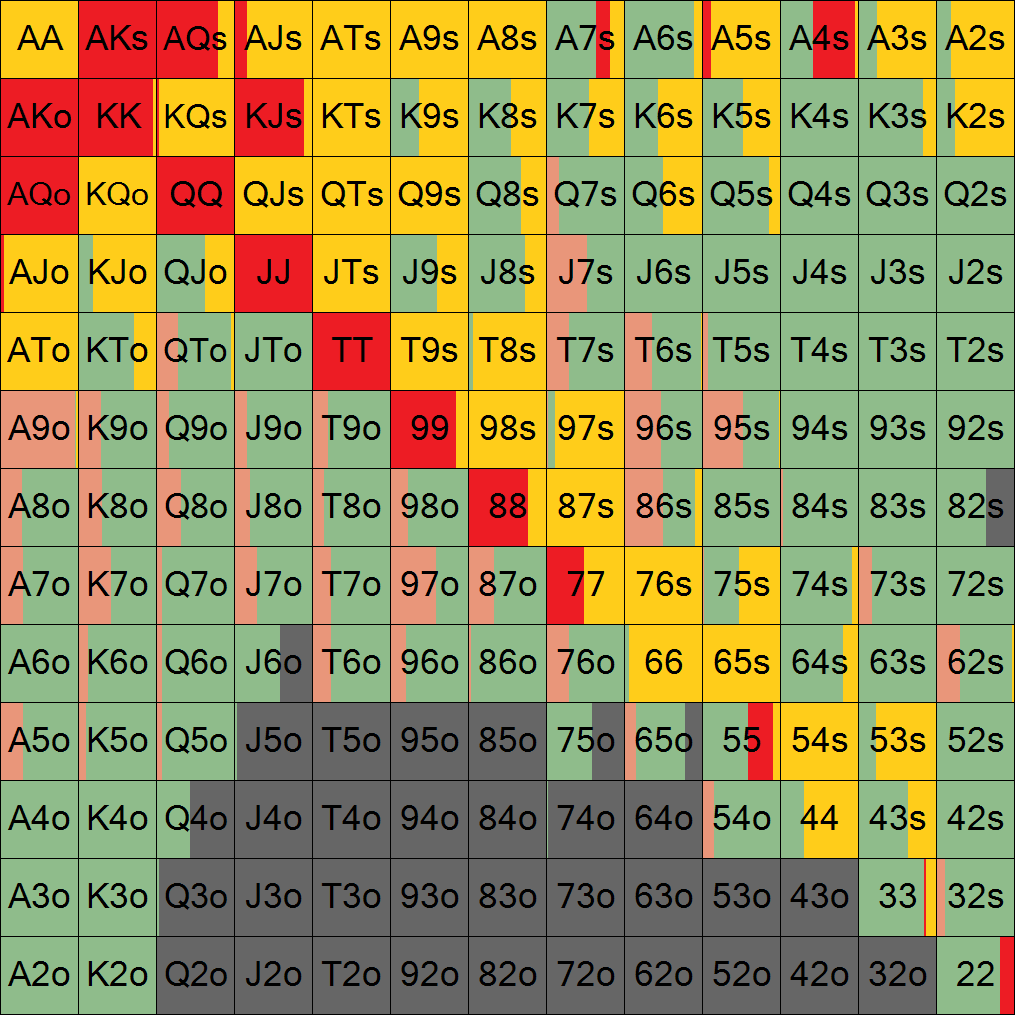 AA AKs AQs AJs ATs A9s A8s A7s A6s A5s A4s A3s A2s
AKo KK KQs KJs KTs K9s K8s K7s K6s K5s K4s K3s K2s
AQo KQo QQ QJs QTs Q9s Q8s Q7s Q6s Q5s Q4s Q3s Q2s
AJo KJo QJo JJ JTs J9s J8s J7s J6s J5s J4s J3s J2s
ATo KTo QTo JTo TT T9s T8s T7s T6s T5s T4s T3s T2s
A9o K9o Q9o J9o T9o 99 98s 97s 96s 95s 94s 93s 92s
A8o K8o Q8o J8o T8o 98o 88 87s 86s 85s 84s 83s 82s
A7o K7o Q7o J7o T7o 97o 87o 77 76s 75s 74s 73s 72s
A6o K6o Q6o J6o T6o 96o 86o 76o 66 65s 64s 63s 62s
A5o K5o Q5o J5o T5o 95o 85o 75o 65o 55 54s 53s 52s
A4o K4o Q4o J4o T4o 94o 84o 74o 64o 54o 44 43s 42s
A3o K3o Q3o J3o T3o 93o 83o 73o 63o 53o 43o 33 32s
A2o K2o Q2o J2o T2o 92o 82o 72o 62o 52o 42o 32o 22